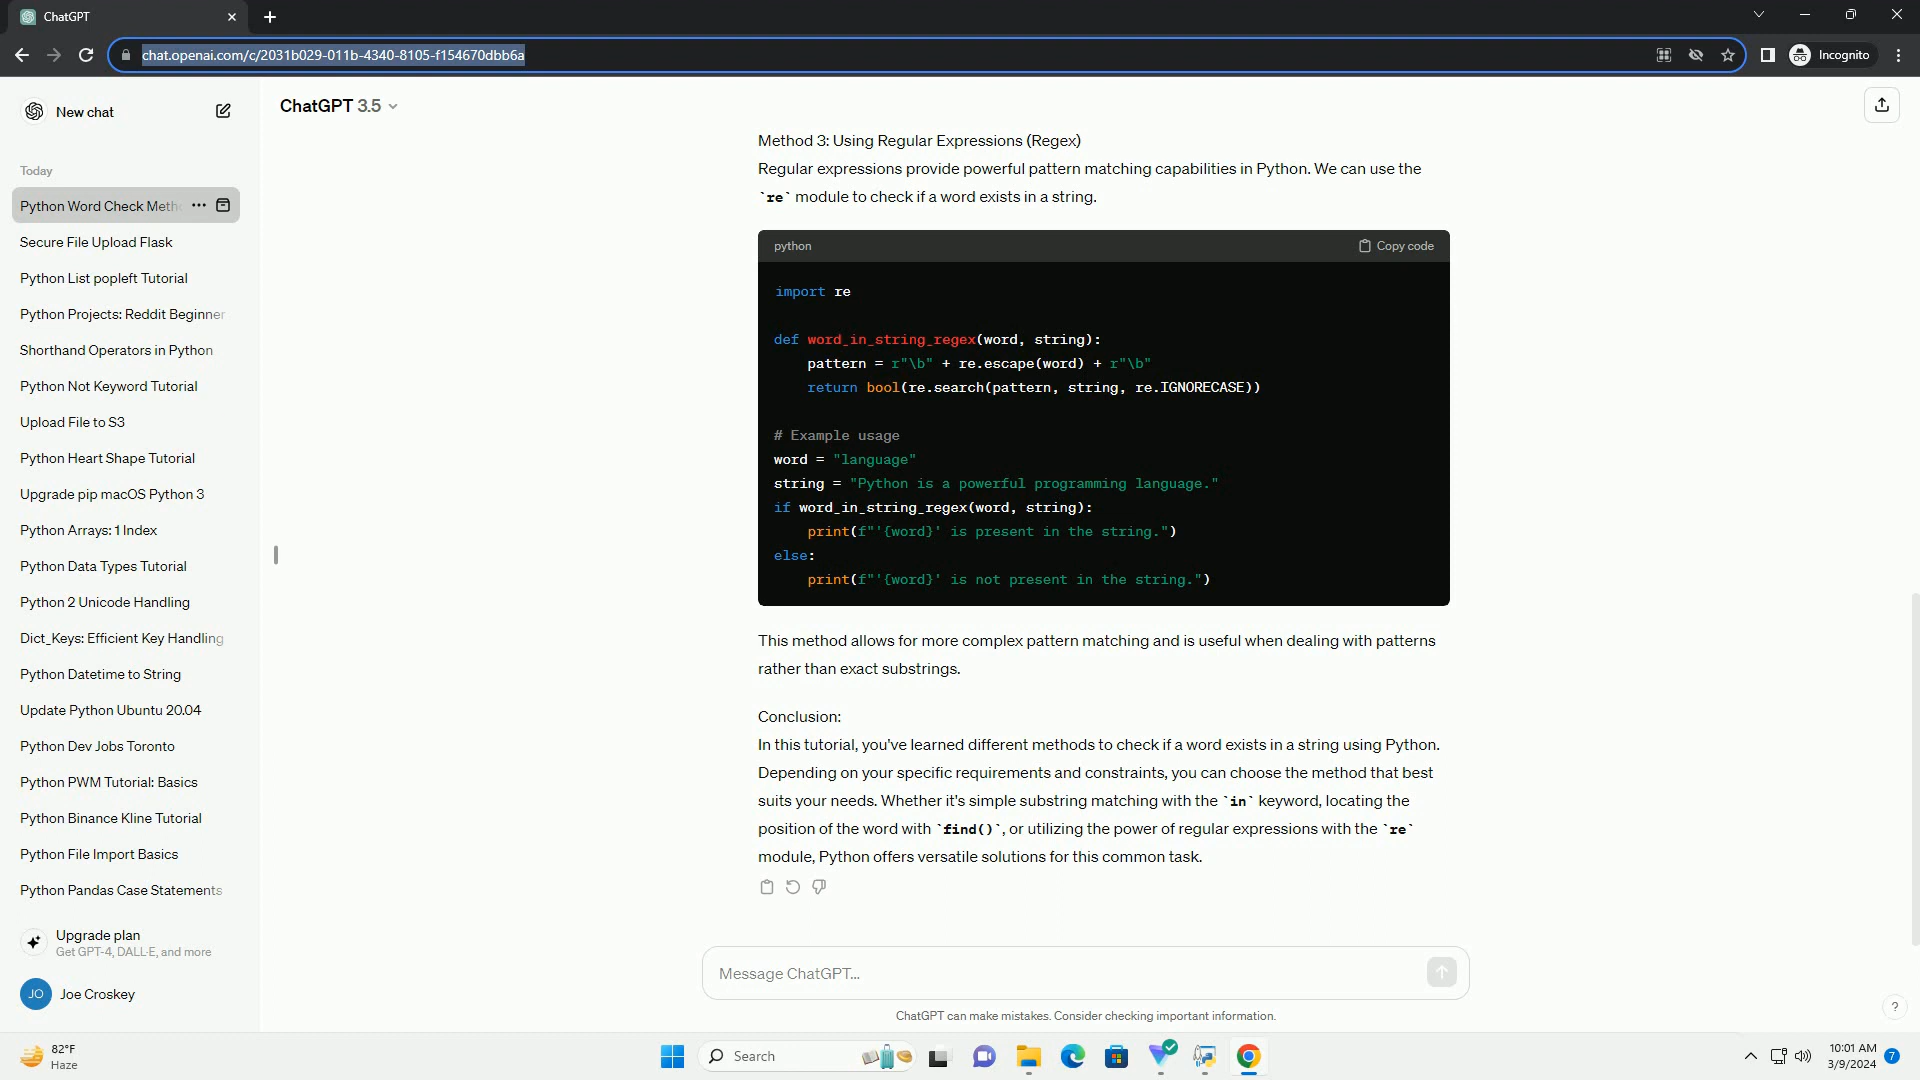 ChatGPT
chat.openai.com/c/2031b029-011b-4340-8105-f154670dbb6a
Incognito
New chat
ChatGPT 3.5
Today
Python Word Check Meth
Secure File Upload Flask
Python List popleft Tutorial
Python Projects: Reddit Beginner
Shorthand Operators in Python
Python Not Keyword Tutorial
Upload File to S3
Python Heart Shape Tutorial
Upgrade pip macOS Python 3
Python Arrays: 1 Index
Python Data Types Tutorial
Python 2 Unicode Handling
Dict_Keys: Efficient Key Handling
Python Datetime to String
Update Python Ubuntu 20.04
Python Dev Jobs Toronto
Python PWM Tutorial: Basics
Python Binance Kline Tutorial
Python File Import Basics
Python Pandas Case Statements
Upgrade plan
Get GPT-4, DALL·E, and more
JO
Joe Croskey
Method 3: Using Regular Expressions (Regex)
Regular expressions provide powerful pattern matching capabilities in Python. We can use the
`re` module to check if a word exists in a string.
python
Copy code
import re
def word_in_string_regex(word, string):
    pattern = r"\b" + re.escape(word) + r"\b"
    return bool(re.search(pattern, string, re.IGNORECASE))
# Example usage
word = "language"
string = "Python is a powerful programming language."
if word_in_string_regex(word, string):
    print(f"'{word}' is present in the string.")
else:
    print(f"'{word}' is not present in the string.")
This method allows for more complex pattern matching and is useful when dealing with patterns
rather than exact substrings.
Conclusion:
In this tutorial, you've learned different methods to check if a word exists in a string using Python.
Depending on your specific requirements and constraints, you can choose the method that best
suits your needs. Whether it's simple substring matching with the `in` keyword, locating the
position of the word with `find()`, or utilizing the power of regular expressions with the `re`
module, Python offers versatile solutions for this common task.
Message ChatGPT...
ChatGPT can make mistakes. Consider checking important information.
?
82°F
Haze
Search
10:01 AM
3/9/2024
7